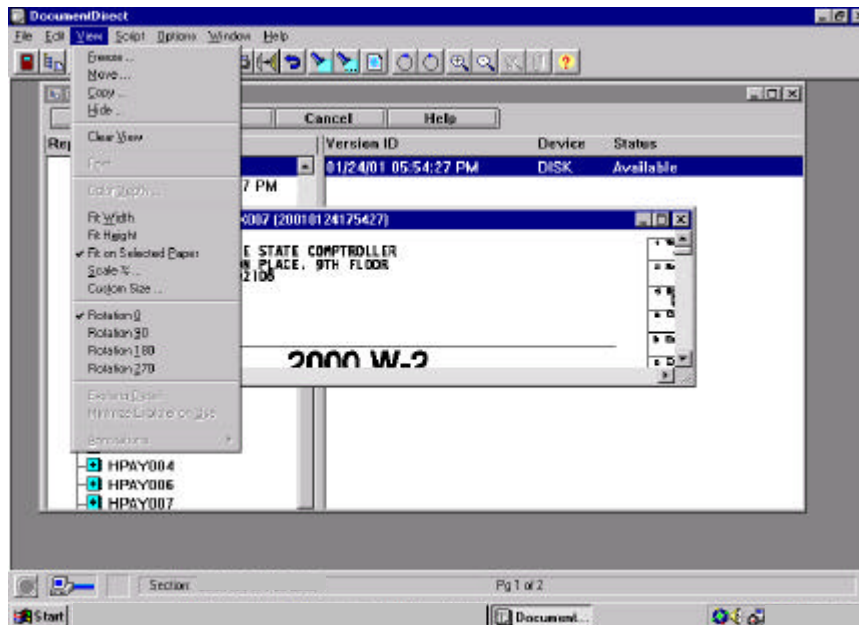 DocumentDirect
File Edit View Script Options Window Help
Freeze ...
Move ...
Copy ...
Hide ...
Clear View
Fit Width
Fit Height
Fit on Selected Paper
Scale % ...
Custom Size ...
Rotation 0
Rotation 90
Rotation 180
Rotation 270
Cancel Help
Version ID Device Status
01/24/01 05:54:27 PM DISK Available
7 PM
(20010124175427)
E STATE COMPTROLLER
PLACE, 9TH FLOOR
2000 W-2
HPAY004
HPAY006
HPAY007
Section: Pg 1 of 2
Start Document...